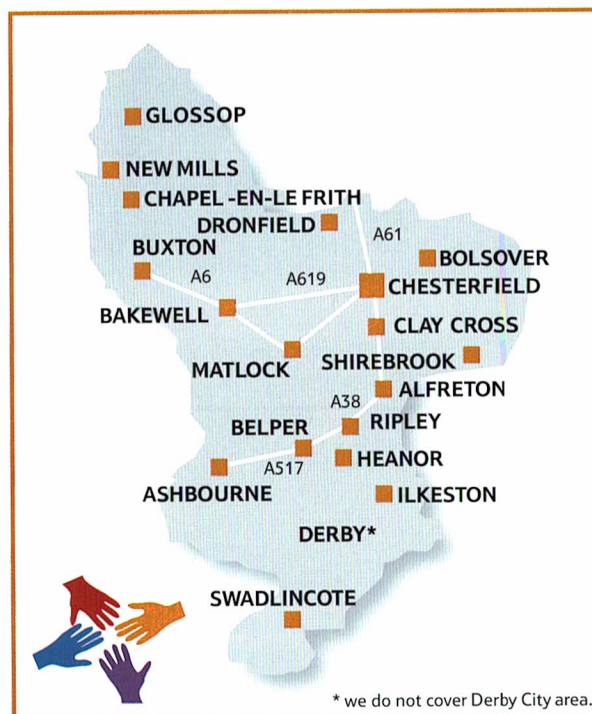 GLOSSOP
NEW MILLS
CHAPEL -EN-LE FRITH
DRONFIELD
A61
BUXTON
BOLSOVER
A6
A619
CHESTERFIELD
BAKEWELL
CLAY CROSS
MATLOCK
SHIREBROOK
ALFRETON
A38
RIPLEY
BELPER
HEANOR
A517
ASHBOURNE
ILKESTON
DERBY*
SWADLINCOTE
* we do not cover Derby City area.